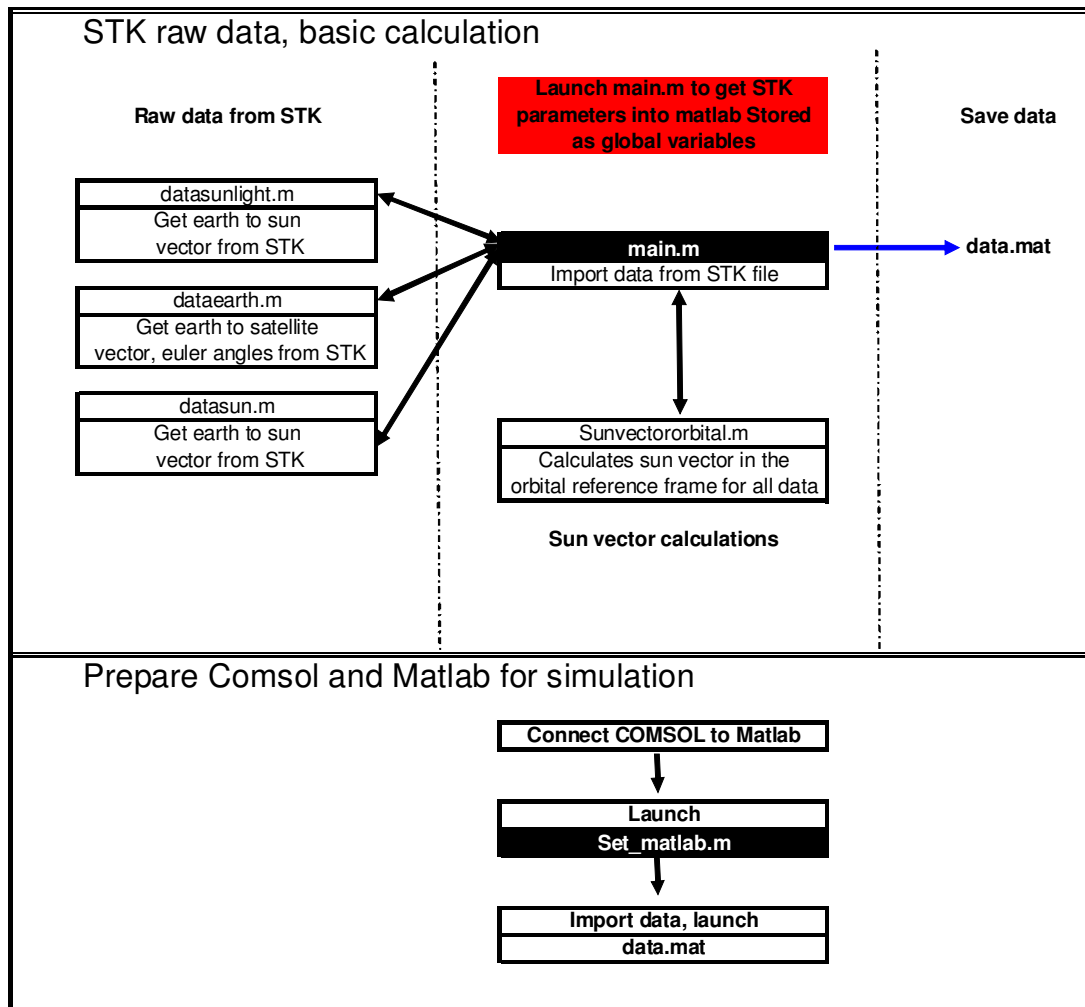 STK raw data, basic calculation
Raw data from STK
Launch main.m to get STK
parameters into matlab Stored
as global variables
Save data
datasunlight.m
Get earth to sun
vector from STK
dataearth.m
Get earth to satellite
vector, euler angles from STK
datasun.m
Get earth to sun
vector from STK
main.m
Import data from STK file
data.mat
Sunvectororbital.m
Calculates sun vector in the
orbital reference frame for all data
Sun vector calculations
Prepare Comsol and Matlab for simulation
Connect COMSOL to Matlab
Launch
Set_matlab.m
Import data, launch
data.mat